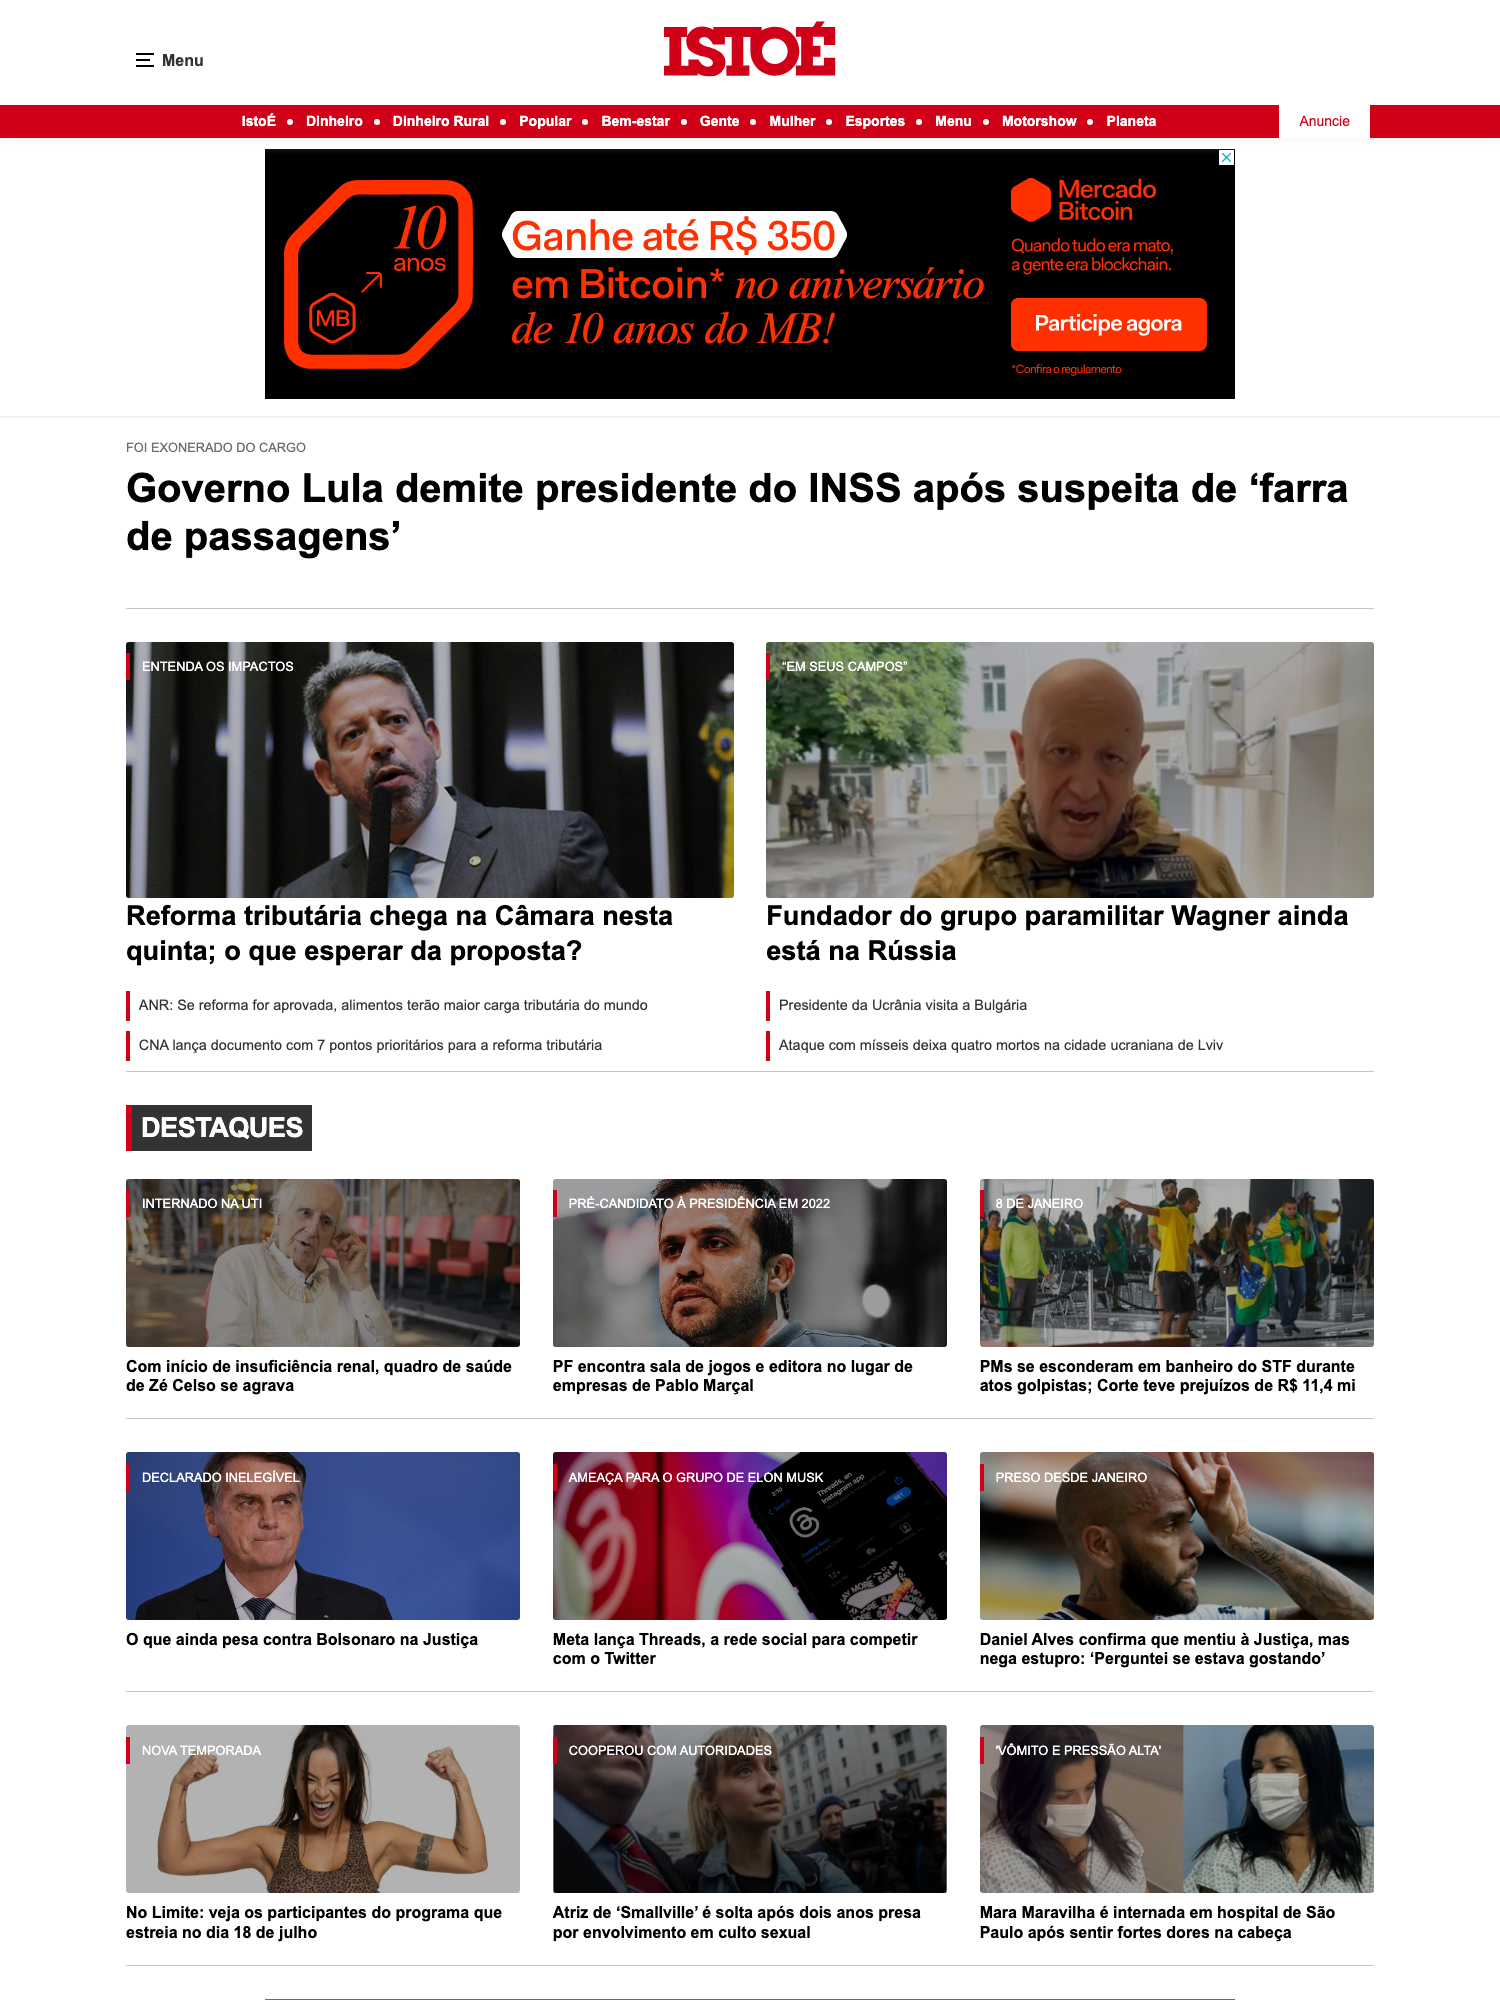 Menu
ISTOÉ
IstoÉ • Dinheiro • Dinheiro Rural • Popular • Bem-estar • Gente • Mulher • Esportes • Menu • Motorshow • Planeta
Anuncie
10
anos
MB
Ganhe até R$ 350
em Bitcoin* no aniversário
de 10 anos do MB!
Mercado
Bitcoin
Quando tudo era mato,
a gente era blockchain.
Participe agora
*Confira o regulamento
FOI EXONERADO DO CARGO
Governo Lula demite presidente do INSS após suspeita de ‘farra
de passagens’
ENTENDA OS IMPACTOS
Reforma tributária chega na Câmara nesta
quinta; o que esperar da proposta?
ANR: Se reforma for aprovada, alimentos terão maior carga tributária do mundo
CNA lança documento com 7 pontos prioritários para a reforma tributária
"EM SEUS CAMPOS"
Fundador do grupo paramilitar Wagner ainda
está na Rússia
Presidente da Ucrânia visita a Bulgária
Ataque com mísseis deixa quatro mortos na cidade ucraniana de Lviv
DESTAQUES
INTERNADO NA UTI
Com início de insuficiência renal, quadro de saúde
de Zé Celso se agrava
PRÉ-CANDIDATO À PRESIDÊNCIA EM 2022
PF encontra sala de jogos e editora no lugar de
empresas de Pablo Marçal
8 DE JANEIRO
PMs se esconderam em banheiro do STF durante
atos golpistas; Corte teve prejuízos de R$ 11,4 mi
DECLARADO INELEGÍVEL
O que ainda pesa contra Bolsonaro na Justiça
AMEAÇA PARA O GRUPO DE ELON MUSK
Threads, an
Instagram app
GET
Meta lança Threads, a rede social para competir
com o Twitter
PRESO DESDE JANEIRO
Daniel Alves confirma que mentiu à Justiça, mas
nega estupro: ‘Perguntei se estava gostando’
NOVA TEMPORADA
No Limite: veja os participantes do programa que
estreia no dia 18 de julho
COOPEROU COM AUTORIDADES
Atriz de ‘Smallville’ é solta após dois anos presa
por envolvimento em culto sexual
'VÔMITO E PRESSÃO ALTA'
Mara Maravilha é internada em hospital de São
Paulo após sentir fortes dores na cabeça